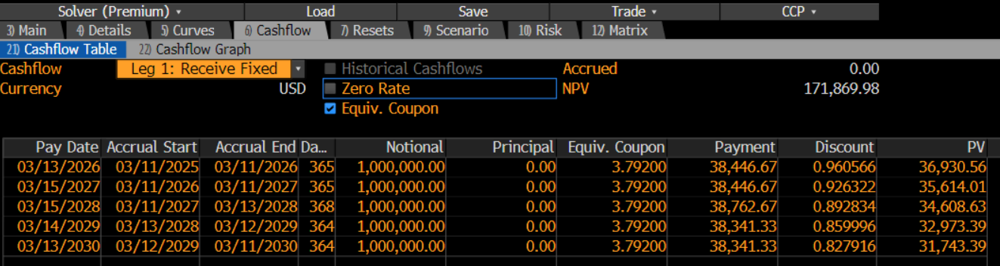 Solver (Premium) Load Save Trade CCP
3) Main 4) Details 5) Curves 6) Cashflow 7) Resets 9) Scenario 10) Risk 12) Matrix
21) Cashflow Table 22) Cashflow Graph
Cashflow Leg 1: Receive Fixed Historical Cashflows Accrued 0.00
Currency USD Zero Rate NPV 171,869.98
Equiv. Coupon
Pay Date Accrual Start Accrual End Da... Notional Principal Equiv. Coupon Payment Discount PV
03/13/2026 03/11/2025 03/11/2026 365 1,000,000.00 0.00 3.79200 38,446.67 0.960566 36,930.56
03/15/2027 03/11/2026 03/11/2027 365 1,000,000.00 0.00 3.79200 38,446.67 0.926322 35,614.01
03/15/2028 03/11/2027 03/13/2028 368 1,000,000.00 0.00 3.79200 38,762.67 0.892834 34,608.63
03/14/2029 03/13/2028 03/12/2029 364 1,000,000.00 0.00 3.79200 38,341.33 0.859996 32,973.39
03/13/2030 03/12/2029 03/11/2030 364 1,000,000.00 0.00 3.79200 38,341.33 0.827916 31,743.39